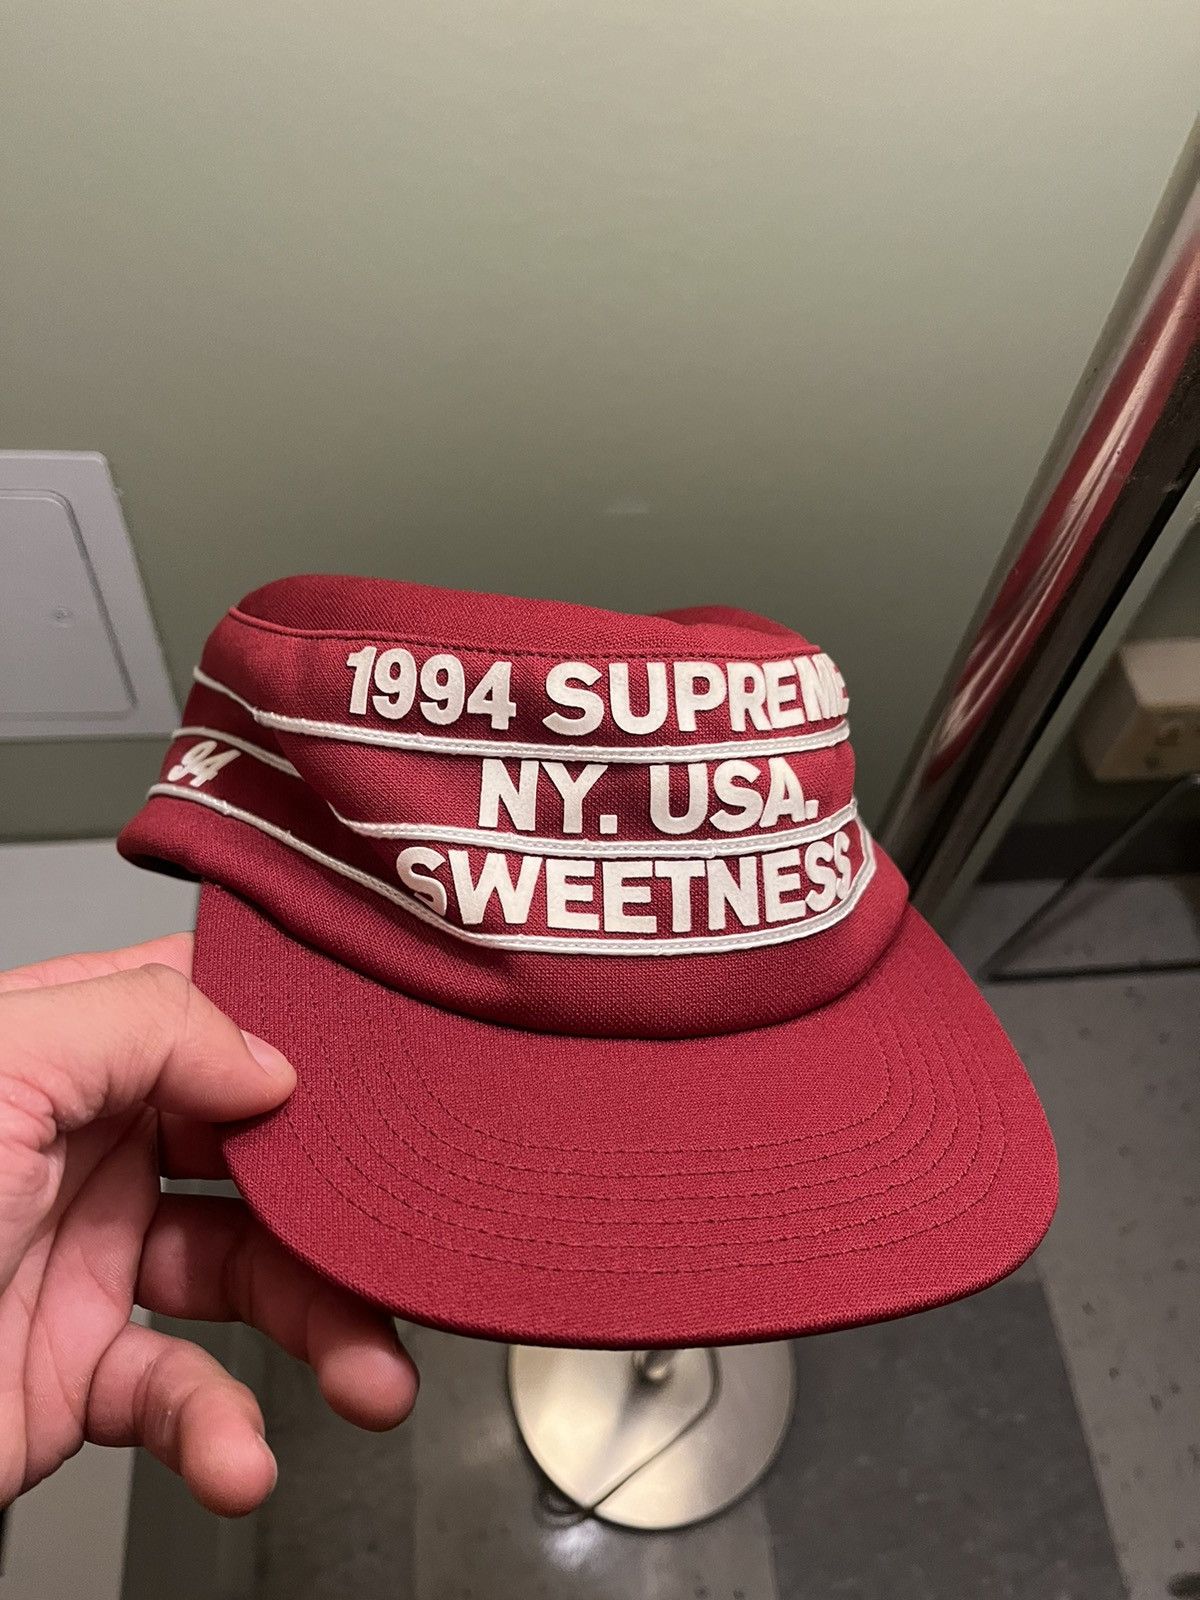 1994 SUPREME
NY. USA.
SWEETNESS
94